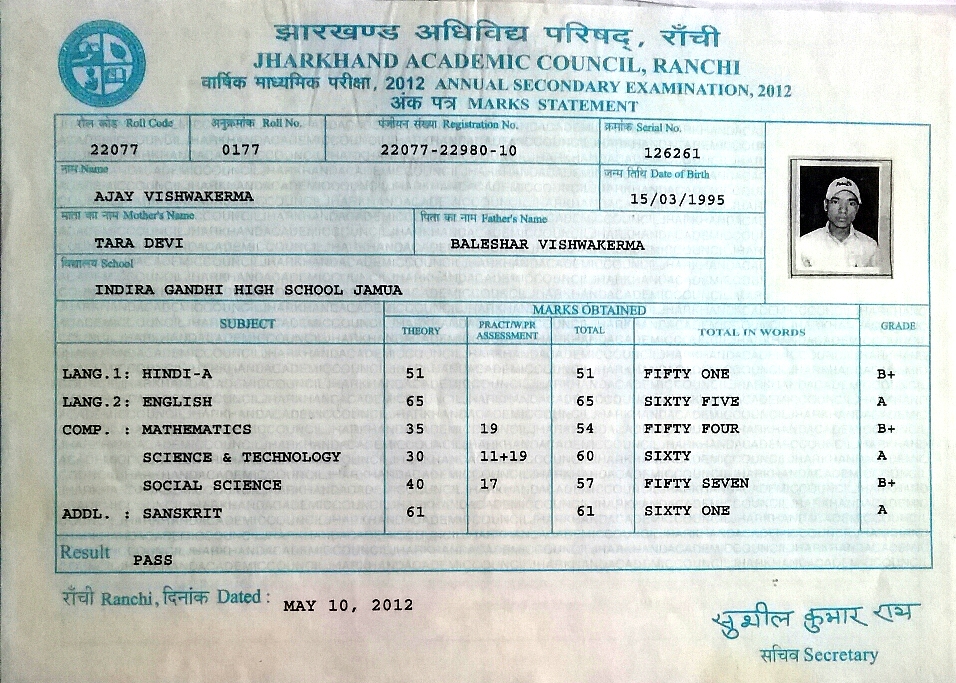 झारखण्ड अधिविद्य परिषद्, राँची
JHARKHAND ACADEMIC COUNCIL, RANCHI
वार्षिक माध्यमिक परीक्षा, 2012 ANNUAL SECONDARY EXAMINATION, 2012
अंक पत्र MARKS STATEMENT
रौल कोड Roll Code अनुक्रमांक Roll No. पंजीयन संख्या Registration No. क्रमांक Serial No.
22077 0177 22077-22980-10 126261
नाम Name जन्म तिथि Date of Birth
AJAY VISHWAKERMA 15/03/1995
माता का नाम Mother's Name पिता का नाम Father's Name
TARA DEVI BALESHAR VISHWAKERMA
विद्यालय School
INDIRA GANDHI HIGH SCHOOL JAMUA
SUBJECT MARKS OBTAINED GRADE
THEORY PRACT/W.PR ASSESSMENT TOTAL TOTAL IN WORDS
LANG.1: HINDI-A 51 51 FIFTY ONE B+
LANG.2: ENGLISH 65 65 SIXTY FIVE A
COMP. : MATHEMATICS 35 19 54 FIFTY FOUR B+
SCIENCE & TECHNOLOGY 30 11+19 60 SIXTY A
SOCIAL SCIENCE 40 17 57 FIFTY SEVEN B+
ADDL. : SANSKRIT 61 61 SIXTY ONE A
Result PASS
राँची Ranchi, दिनांक Dated : MAY 10, 2012
सुशील कुमार राय
सचिव Secretary